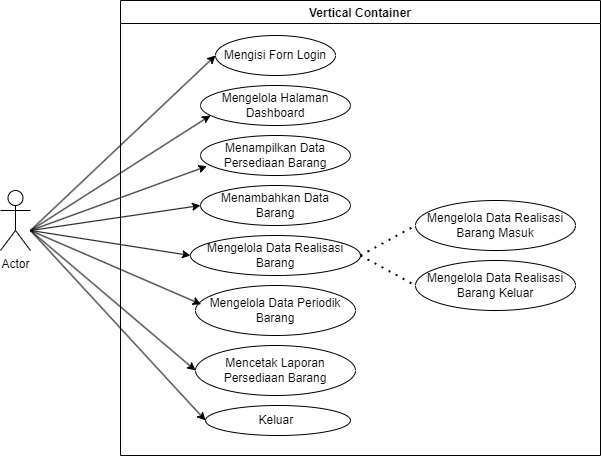 Vertical Container
Mengisi Forn Login
Mengelola Halaman
Dashboard
Menampilkan Data
Persediaan Barang
Menambahkan Data
Barang
Mengelola Data Realisasi
Barang
Mengelola Data Realisasi
Barang Masuk
Mengelola Data Realisasi
Barang Keluar
Actor
Mengelola Data Periodik
Barang
Mencetak Laporan
Persediaan Barang
Keluar